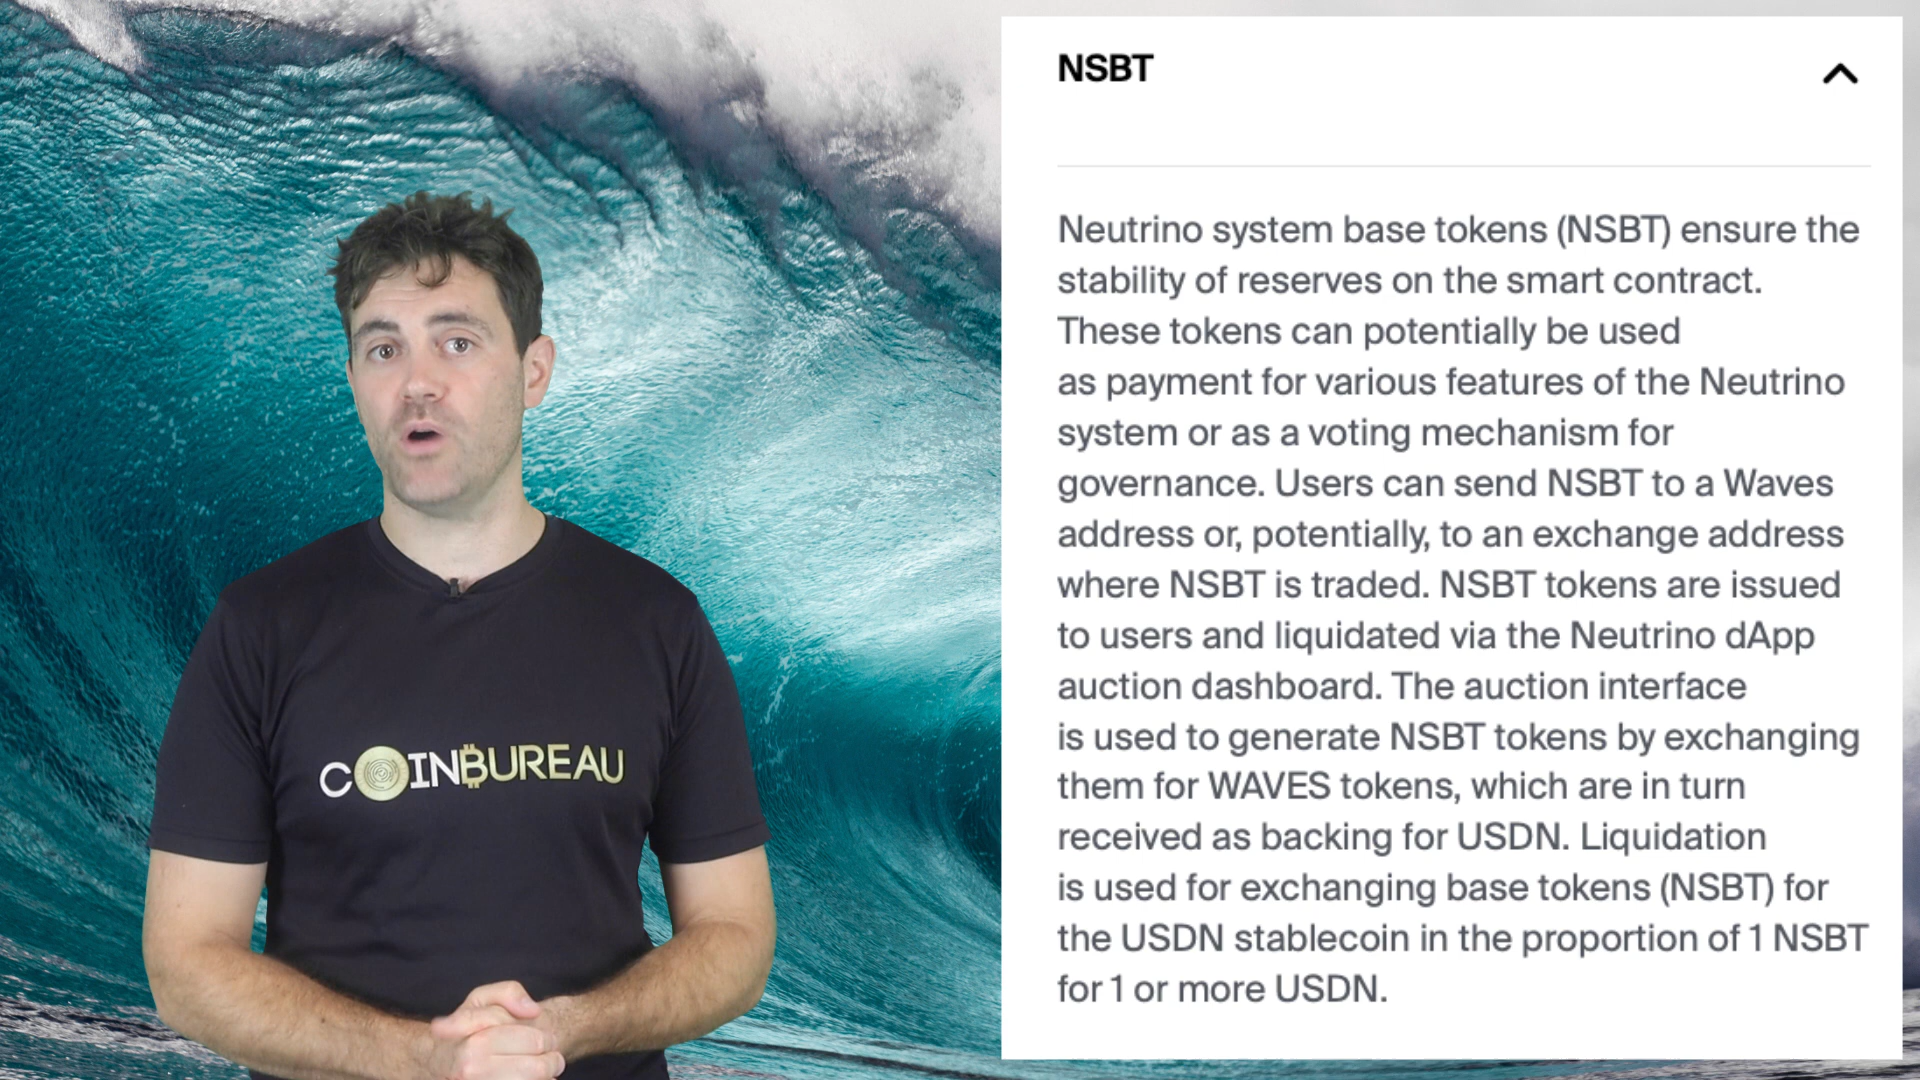 NSBT
Neutrino system base tokens (NSBT) ensure the
stability of reserves on the smart contract.
These tokens can potentially be used
as payment for various features of the Neutrino
system or as a voting mechanism for
governance. Users can send NSBT to a Waves
address or, potentially, to an exchange address
where NSBT is traded. NSBT tokens are issued
to users and liquidated via the Neutrino dApp
auction dashboard. The auction interface
is used to generate NSBT tokens by exchanging
them for WAVES tokens, which are in turn
received as backing for USDN. Liquidation
is used for exchanging base tokens (NSBT) for
the USDN stablecoin in the proportion of 1 NSBT
for 1 or more USDN.
COINBUREAU